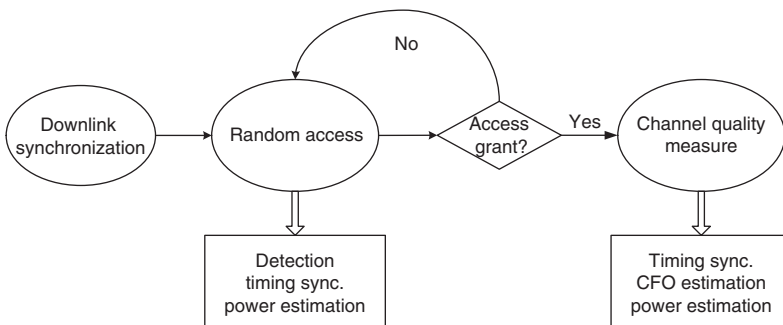 No
Downlink
synchronization
Random access
Access
grant?
Yes
Channel quality
measure
Detection
timing sync.
power estimation
Timing sync.
CFO estimation
power estimation